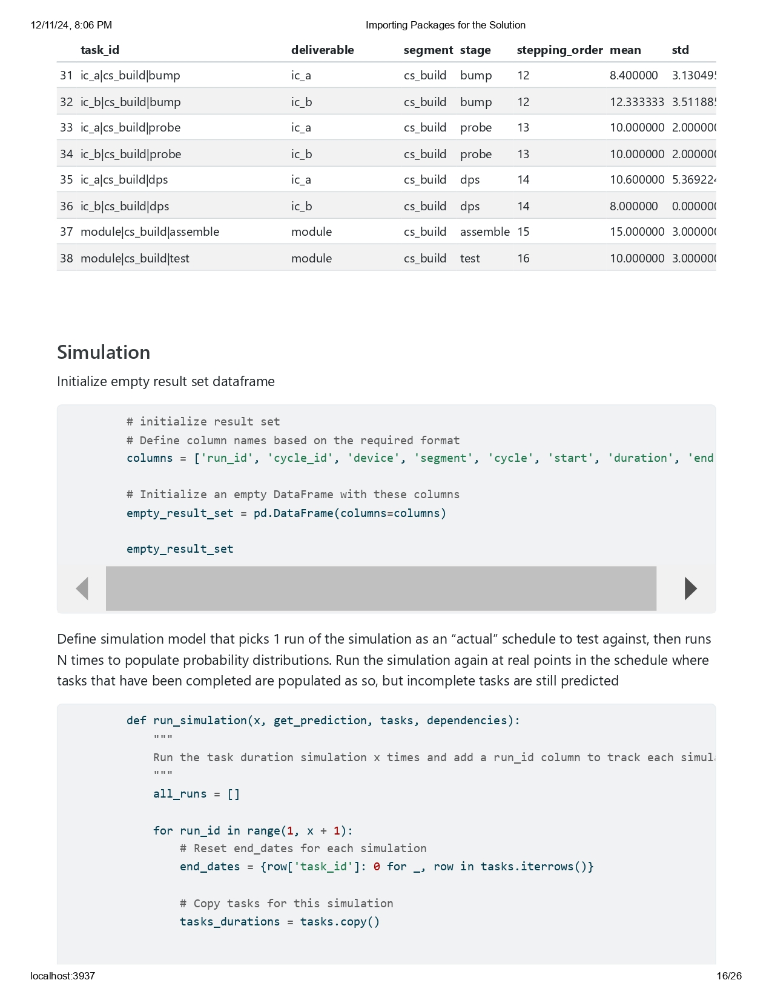 12/11/24, 8:06 PM Importing Packages for the Solution
task_id deliverable segment stage stepping_order mean std
31 ic_a|cs_build|bump ic_a cs_build bump 12 8.400000 3.130495
32 ic_b|cs_build|bump ic_b cs_build bump 12 12.333333 3.511885
33 ic_a|cs_build|probe ic_a cs_build probe 13 10.000000 2.000000
34 ic_b|cs_build|probe ic_b cs_build probe 13 10.000000 2.000000
35 ic_a|cs_build|dps ic_a cs_build dps 14 10.600000 5.369224
36 ic_b|cs_build|dps ic_b cs_build dps 14 8.000000 0.000000
37 module|cs_build|assemble module cs_build assemble 15 15.000000 3.000000
38 module|cs_build|test module cs_build test 16 10.000000 3.000000
Simulation
Initialize empty result set dataframe
# initialize result set
# Define column names based on the required format
columns = ['run_id', 'cycle_id', 'device', 'segment', 'cycle', 'start', 'duration', 'end
# Initialize an empty DataFrame with these columns
empty_result_set = pd.DataFrame(columns=columns)
empty_result_set
Define simulation model that picks 1 run of the simulation as an “actual” schedule to test against, then runs
N times to populate probability distributions. Run the simulation again at real points in the schedule where
tasks that have been completed are populated as so, but incomplete tasks are still predicted
def run_simulation(x, get_prediction, tasks, dependencies):
"""
Run the task duration simulation x times and add a run_id column to track each simul
"""
all_runs = []
for run_id in range(1, x + 1):
# Reset end_dates for each simulation
end_dates = {row['task_id']: 0 for _, row in tasks.iterrows()}
# Copy tasks for this simulation
tasks_durations = tasks.copy()
localhost:3937 16/26